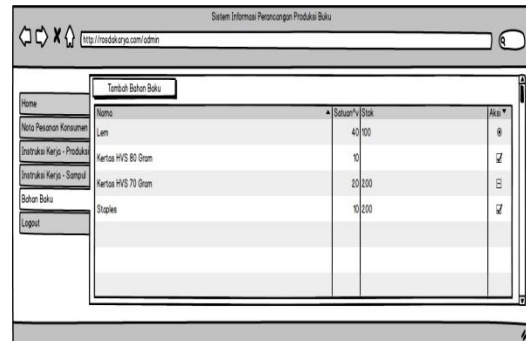 Sistem Informasi Perancangan Produksi Buku
http://rosdakarya.com/admin
Tambah Bahan Baku
Home
Nota Pesanan Konsumen
Instruksi Kerja - Produksi
Instruksi Kerja - Sampul
Bahan Baku
Logout
Nama Satuan^v Stok Aksi
Lem 40 100
Kertas HVS 80 Gram 10
Kertas HVS 70 Gram 20 200
Staples 10 200